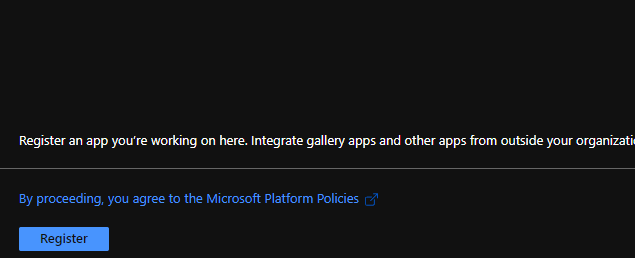 Register an app you're working on here. Integrate gallery apps and other apps from outside your
By proceeding, you agree to the Microsoft Platform Policies
Register